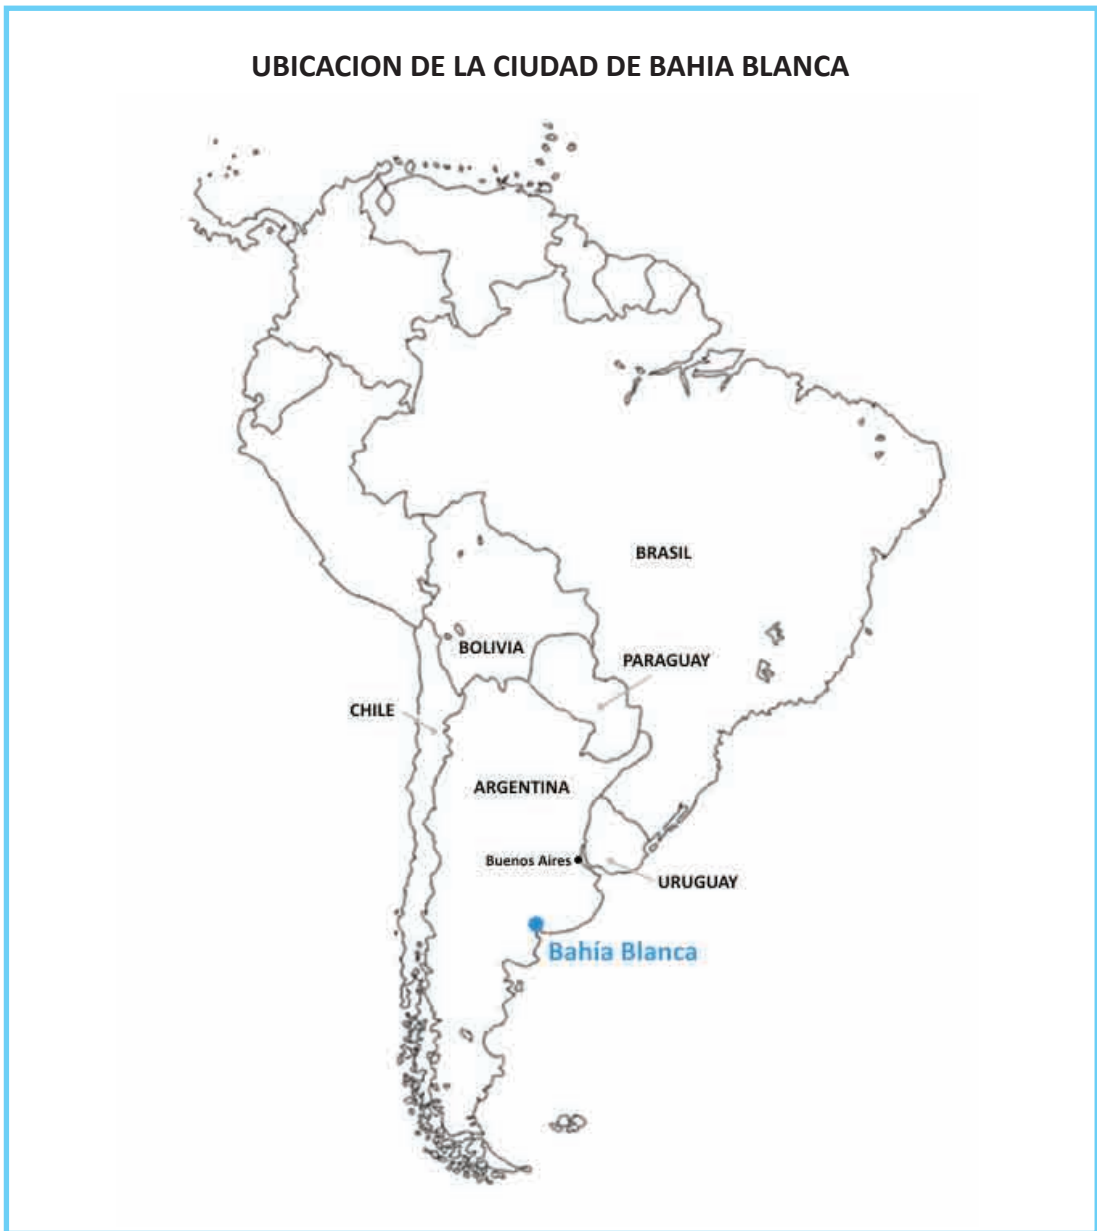 UBICACION DE LA CIUDAD DE BAHIA BLANCA
BRASIL
BOLIVIA
PARAGUAY
CHILE
ARGENTINA
Buenos Aires
URUGUAY
Bahía Blanca